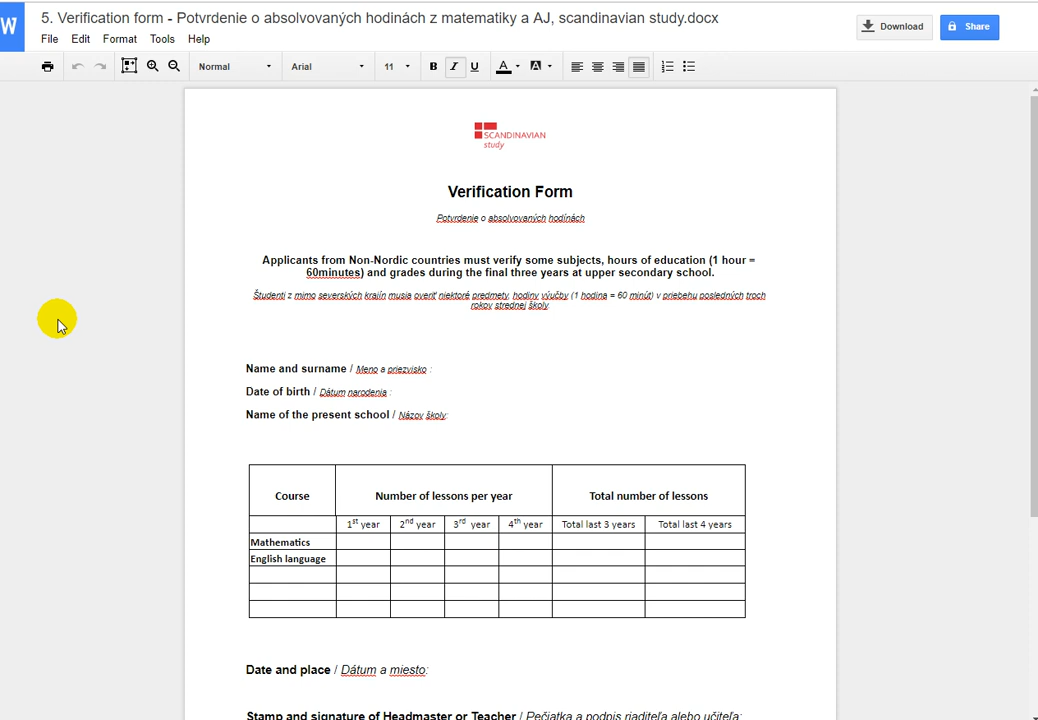 W
5. Verification form - Potvrdenie o absolvovaných hodinách z matematiky a AJ, scandinavian study.docx
File Edit Format Tools Help
Download
Share
Normal Arial 11 B I U A A
SCANDINAVIAN
study
Verification Form
Potvrdenie o absolvovaných hodínách
Applicants from Non-Nordic countries must verify some subjects, hours of education (1 hour =
60minutes) and grades during the final three years at upper secondary school.
Študenti z mimo severských krajín musia overiť niektoré predmety, hodiny výučby (1 hodina = 60 minút) v priebehu posledných troch
rokov strednej školy.
Name and surname / Meno a priezvisko :
Date of birth / Dátum narodenia :
Name of the present school / Názov školy:
Course Number of lessons per year Total number of lessons
1st year 2nd year 3rd year 4th year Total last 3 years Total last 4 years
Mathematics
English language
Date and place / Dátum a miesto:
Stamp and signature of Headmaster or Teacher / Pečiatka a podpis riaditeľa alebo učiteľa: